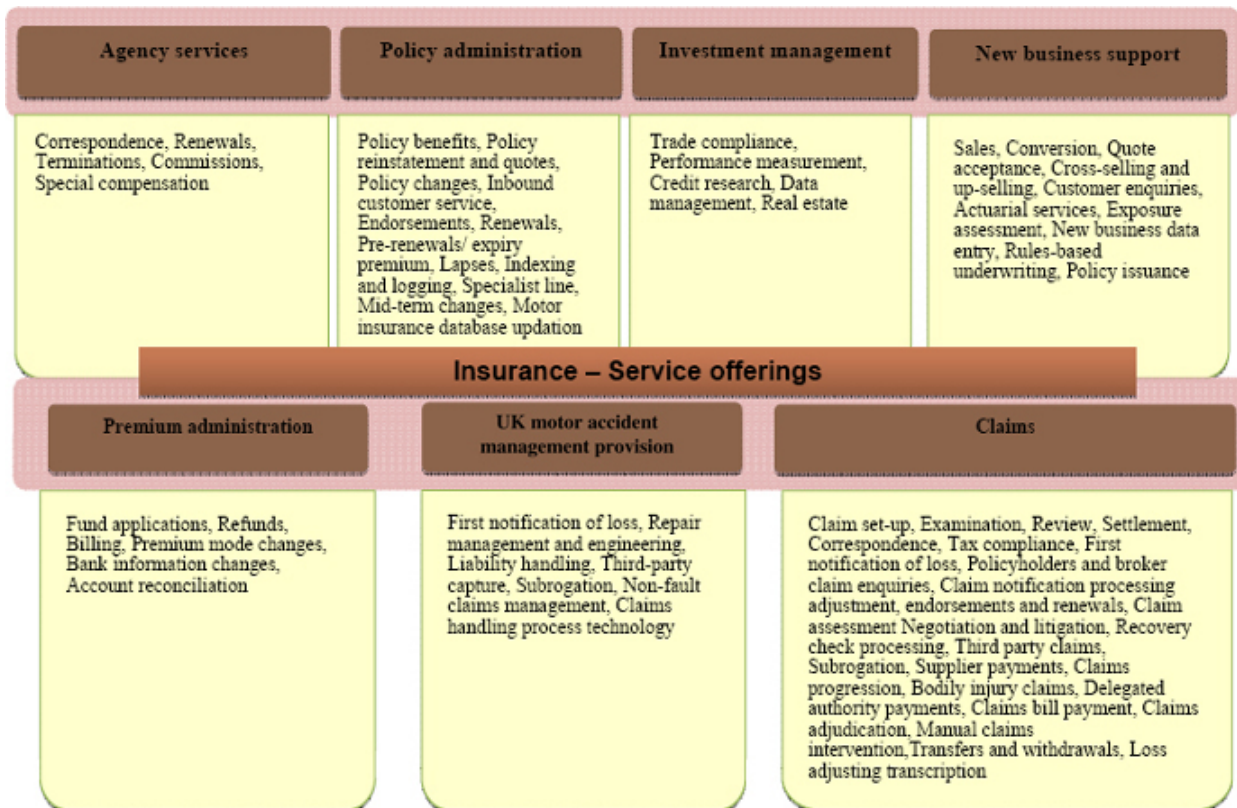 Agency services
Policy administration
Investment management
New business support
Correspondence, Renewals,
Terminations, Commissions,
Special compensation
Policy benefits, Policy
reinstatement and quotes,
Policy changes, Inbound
customer service,
Endorsements, Renewals,
Pre-renewals/ expiry
premium, Lapses, Indexing
and logging, Specialist line,
Mid-term changes, Motor
insurance database updation
Trade compliance,
Performance measurement,
Credit research, Data
management, Real estate
Sales, Conversion, Quote
acceptance, Cross-selling and
up-selling, Customer enquiries,
Actuarial services, Exposure
assessment, New business data
entry, Rules-based
underwriting, Policy issuance
Insurance – Service offerings
Premium administration
UK motor accident
management provision
Claims
Fund applications, Refunds,
Billing, Premium mode changes,
Bank information changes,
Account reconciliation
First notification of loss, Repair
management and engineering,
Liability handling, Third-party
capture, Subrogation, Non-fault
claims management, Claims
handling process technology
Claim set-up, Examination, Review, Settlement,
Correspondence, Tax compliance, First
notification of loss, Policyholders and broker
claim enquiries, Claim notification processing
adjustment, endorsements and renewals, Claim
assessment Negotiation and litigation, Recovery
check processing, Third party claims,
Subrogation, Supplier payments, Claims
progression, Bodily injury claims, Delegated
authority payments, Claims bill payment, Claims
adjudication, Manual claims
intervention,Transfers and withdrawals, Loss
adjusting transcription